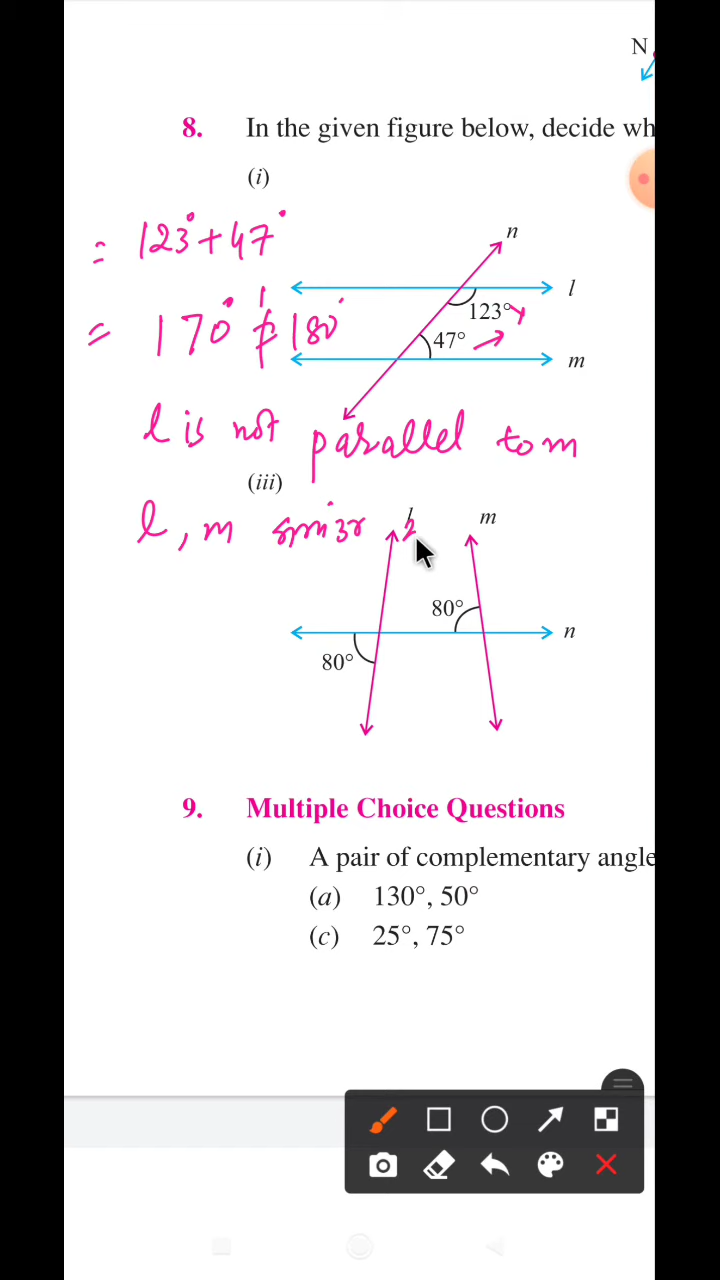 N
8. In the given figure below, decide wh
(i)
= 123° + 47°
n
l
123°
= 170° ≠ 180°
47°
m
l is not parallel to m
(iii)
l, m
l
m
80°
n
80°
9. Multiple Choice Questions
(i) A pair of complementary angle
(a) 130°, 50°
(c) 25°, 75°